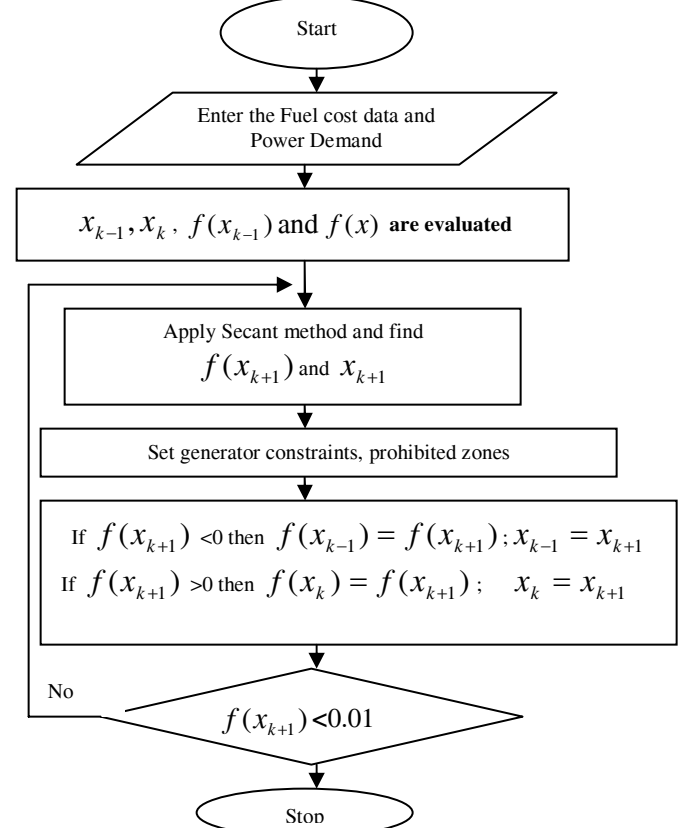 Start
Enter the Fuel cost data and
Power Demand
x_{k-1}, x_k , f(x_{k-1}) and f(x) are evaluated
Apply Secant method and find
f(x_{k+1}) and x_{k+1}
Set generator constraints, prohibited zones
If f(x_{k+1}) <0 then f(x_{k-1}) = f(x_{k+1}) ; x_{k-1} = x_{k+1}
If f(x_{k+1}) >0 then f(x_k) = f(x_{k+1}) ; x_k = x_{k+1}
No
f(x_{k+1}) <0.01
Stop